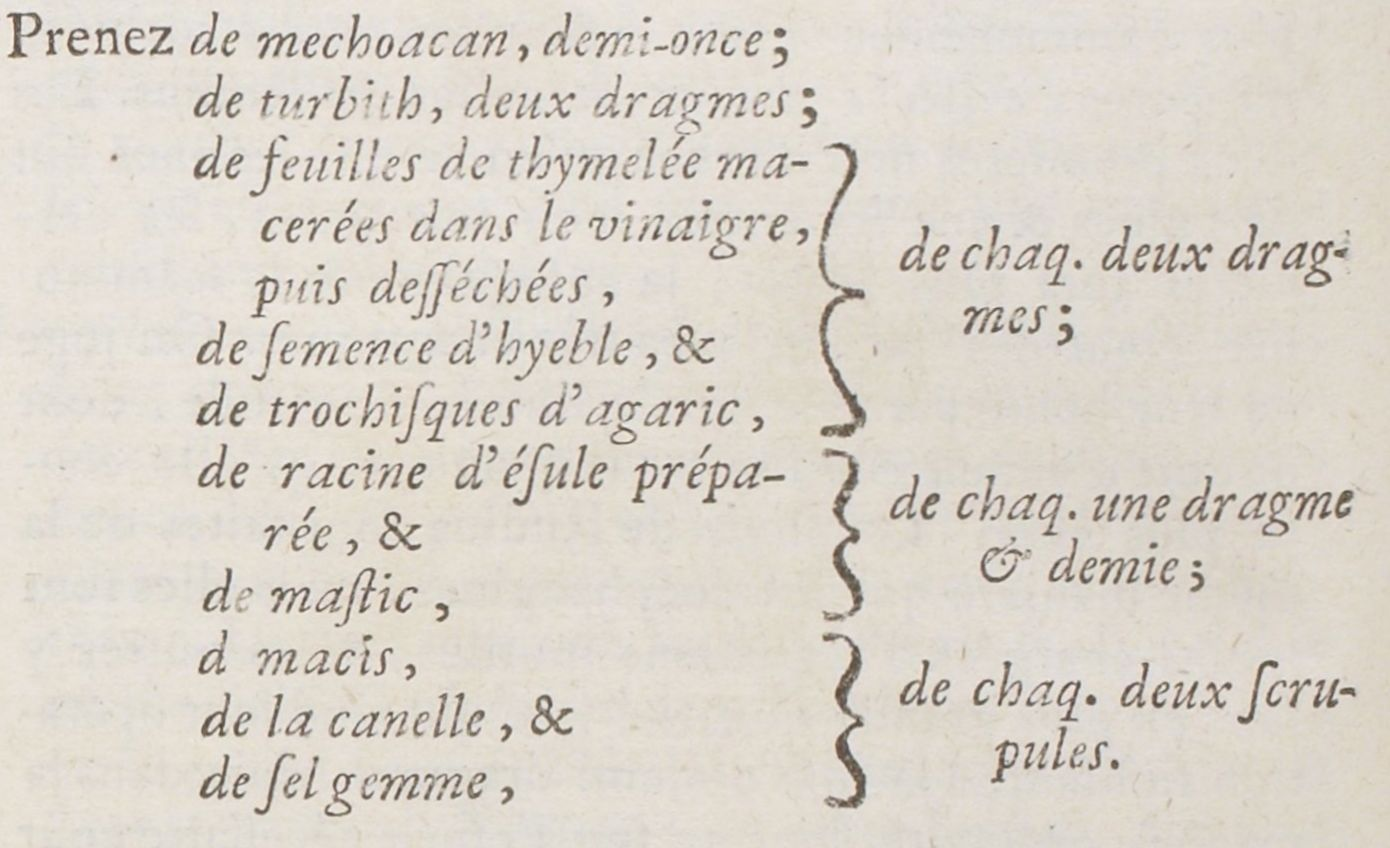 Prenez de mechoacan, demi-once;
de turbith, deux dragmes;
de feuilles de thymelée ma-
cerées dans le vinaigre,
puis deſſéchées,
de ſemence d'hyeble, &
de trochiſques d'agaric,
de chaq. deux drag-
mes;
de racine d'éſule prépa-
rée, &
de maſtic,
de chaq. une dragme
& demie;
d macis,
de la canelle, &
de ſel gemme,
de chaq. deux ſcru-
pules.